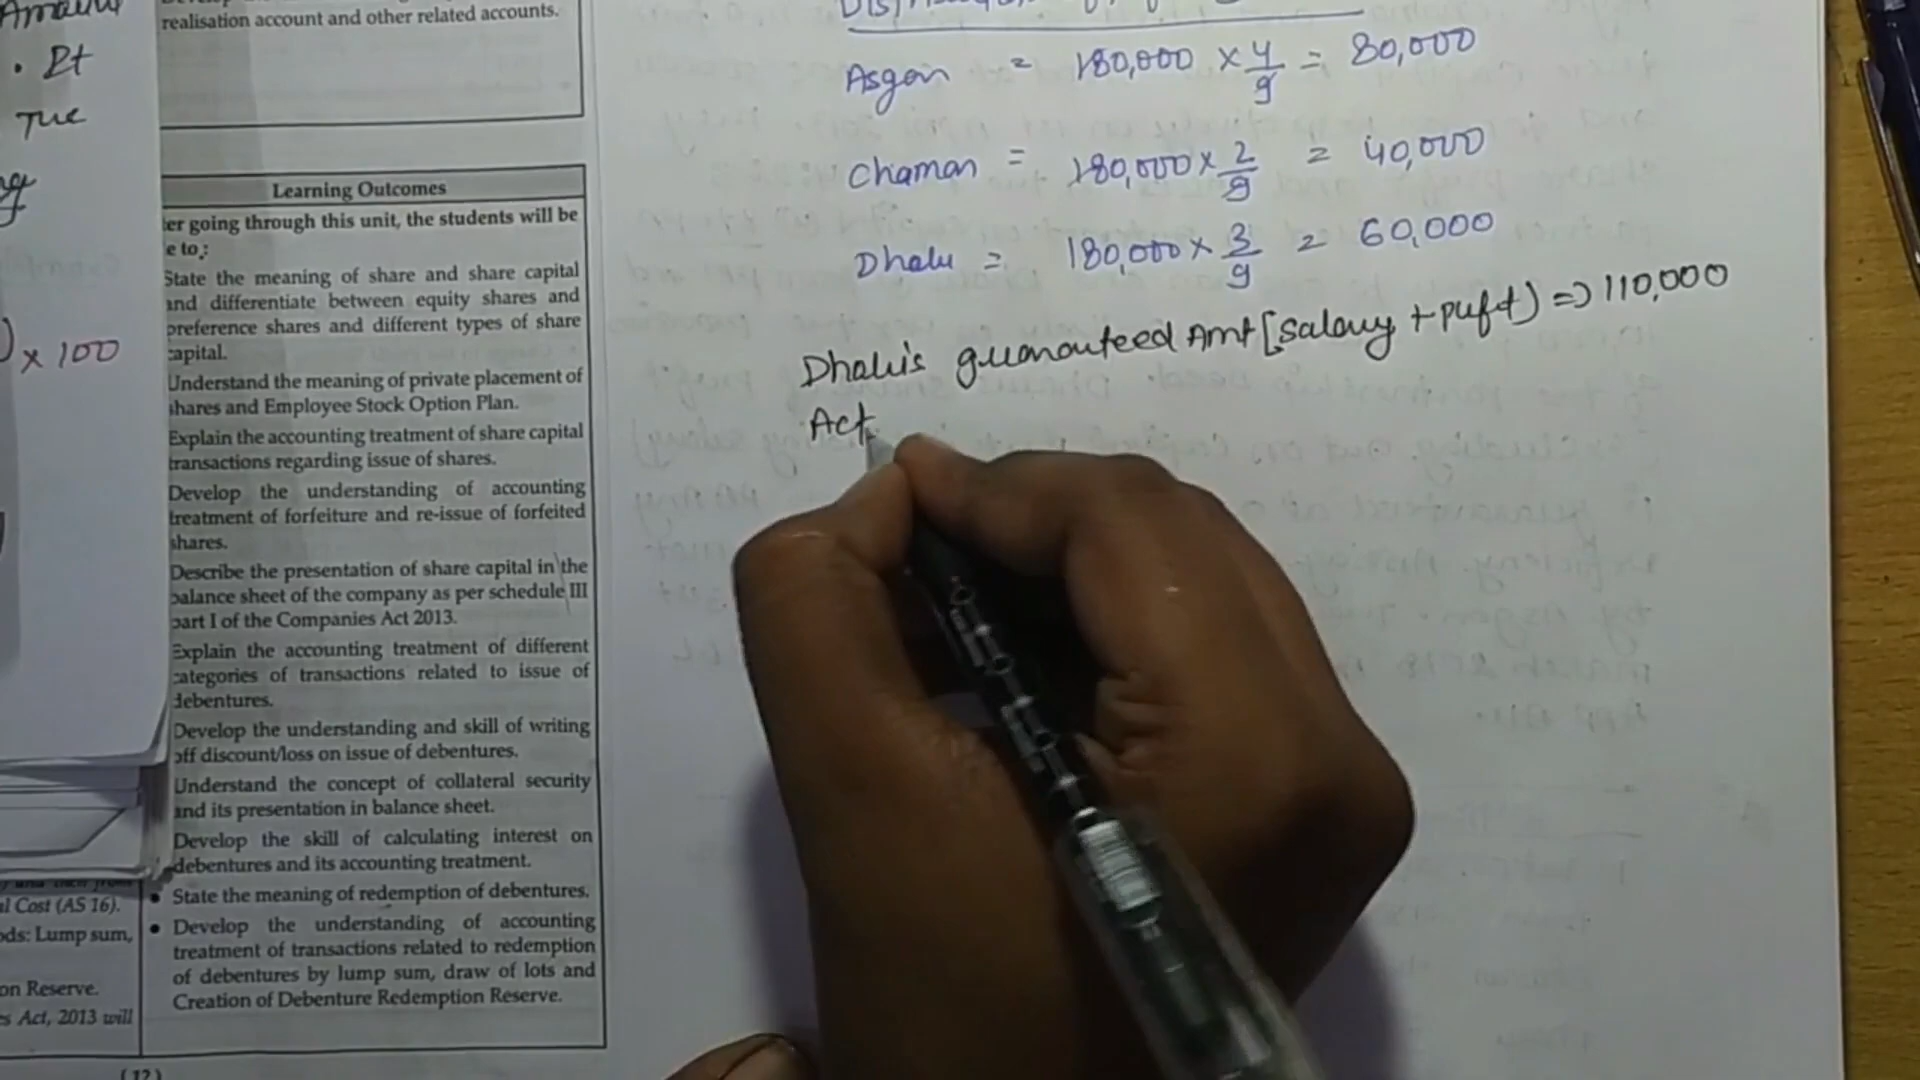 • Pt
TUC
x 100
al Cost (AS 16).
ods: Lump sum,
on Reserve.
es Act, 2013 will
realisation account and other related accounts.
Learning Outcomes
er going through this unit, the students will be
e to :
State the meaning of share and share capital
and differentiate between equity shares and
preference shares and different types of share
capital.
Understand the meaning of private placement of
shares and Employee Stock Option Plan.
Explain the accounting treatment of share capital
transactions regarding issue of shares.
Develop the understanding of accounting
treatment of forfeiture and re-issue of forfeited
shares.
Describe the presentation of share capital in the
balance sheet of the company as per schedule III
part I of the Companies Act 2013.
Explain the accounting treatment of different
categories of transactions related to issue of
debentures.
Develop the understanding and skill of writing
off discount/loss on issue of debentures.
Understand the concept of collateral security
and its presentation in balance sheet.
Develop the skill of calculating interest on
debentures and its accounting treatment.
• State the meaning of redemption of debentures.
• Develop the understanding of accounting
treatment of transactions related to redemption
of debentures by lump sum, draw of lots and
Creation of Debenture Redemption Reserve.
Asgar = 180,000 × 4/9 = 80,000
Chaman = 180,000 × 2/9 = 40,000
Dhalu = 180,000 × 3/9 = 60,000
Dhalu's guaranteed Amt [salary + profit) => 110,000
Act